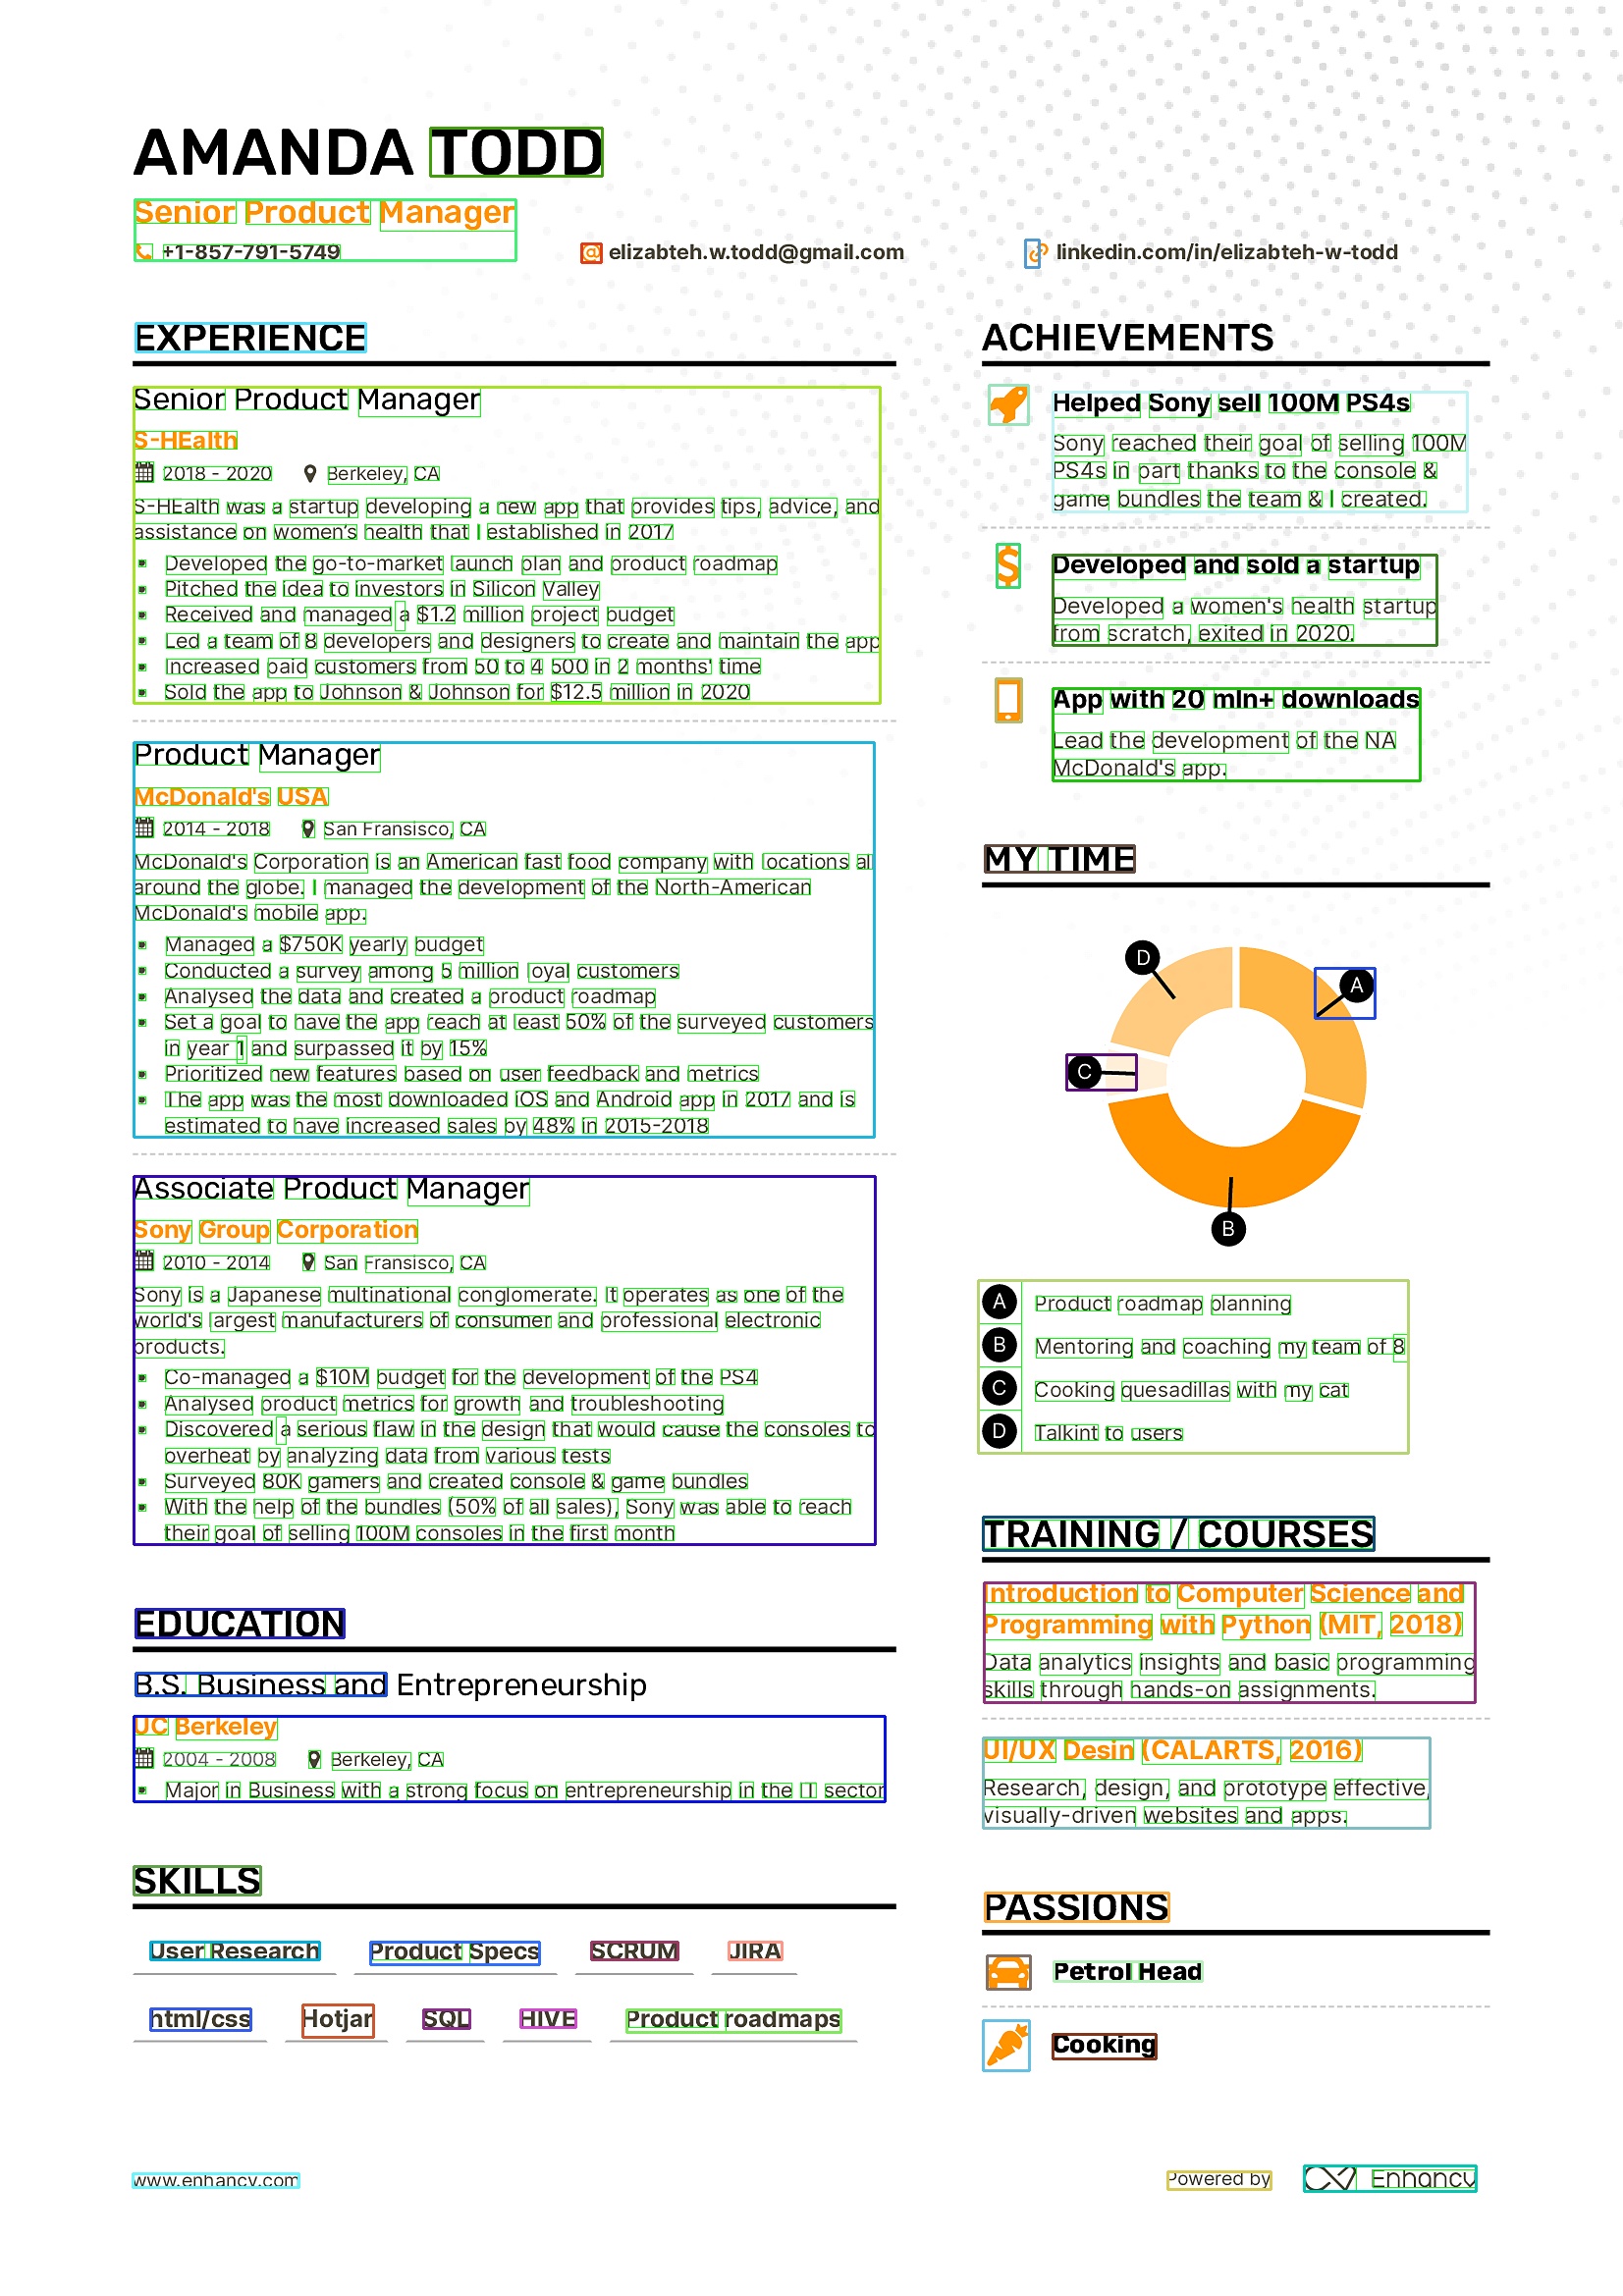 AMANDA TODD
Senior Product Manager
+1-857-791-5749
@ elizabteh.w.todd@gmail.com
linkedin.com/in/elizabteh-w-todd
EXPERIENCE
Senior Product Manager
S-HEalth
2018 - 2020 Berkeley, CA
S-HEalth was a startup developing a new app that provides tips, advice, and
assistance on women's health that I established in 2017
▪ Developed the go-to-market launch plan and product roadmap
▪ Pitched the idea to investors in Silicon Valley
▪ Received and managed a $1.2 million project budget
▪ Led a team of 8 developers and designers to create and maintain the app
▪ Increased paid customers from 50 to 4 500 in 2 months' time
▪ Sold the app to Johnson & Johnson for $12.5 million in 2020
Product Manager
McDonald's USA
2014 - 2018 San Fransisco, CA
McDonald's Corporation is an American fast food company with locations all
around the globe. I managed the development of the North-American
McDonald's mobile app.
▪ Managed a $750K yearly budget
▪ Conducted a survey among 5 million loyal customers
▪ Analysed the data and created a product roadmap
▪ Set a goal to have the app reach at least 50% of the surveyed customers
in year 1 and surpassed it by 15%
▪ Prioritized new features based on user feedback and metrics
▪ The app was the most downloaded iOS and Android app in 2017 and is
estimated to have increased sales by 48% in 2015-2018
Associate Product Manager
Sony Group Corporation
2010 - 2014 San Fransisco, CA
Sony is a Japanese multinational conglomerate. It operates as one of the
world's largest manufacturers of consumer and professional electronic
products.
▪ Co-managed a $10M budget for the development of the PS4
▪ Analysed product metrics for growth and troubleshooting
▪ Discovered a serious flaw in the design that would cause the consoles to
overheat by analyzing data from various tests
▪ Surveyed 80K gamers and created console & game bundles
▪ With the help of the bundles (50% of all sales), Sony was able to reach
their goal of selling 100M consoles in the first month
EDUCATION
B.S. Business and Entrepreneurship
UC Berkeley
2004 - 2008 Berkeley, CA
▪ Major in Business with a strong focus on entrepreneurship in the IT sector
SKILLS
User Research Product Specs SCRUM JIRA
html/css Hotjar SQL HIVE Product roadmaps
ACHIEVEMENTS
Helped Sony sell 100M PS4s
Sony reached their goal of selling 100M
PS4s in part thanks to the console &
game bundles the team & I created.
$ Developed and sold a startup
Developed a women's health startup
from scratch, exited in 2020.
App with 20 mln+ downloads
Lead the development of the NA
McDonald's app.
MY TIME
D
A
C
B
A Product roadmap planning
B Mentoring and coaching my team of 8
C Cooking quesadillas with my cat
D Talkint to users
TRAINING / COURSES
Introduction to Computer Science and
Programming with Python (MIT, 2018)
Data analytics insights and basic programming
skills through hands-on assignments.
UI/UX Desin (CALARTS, 2016)
Research, design, and prototype effective,
visually-driven websites and apps.
PASSIONS
Petrol Head
Cooking
www.enhancv.com
Powered by Enhancv